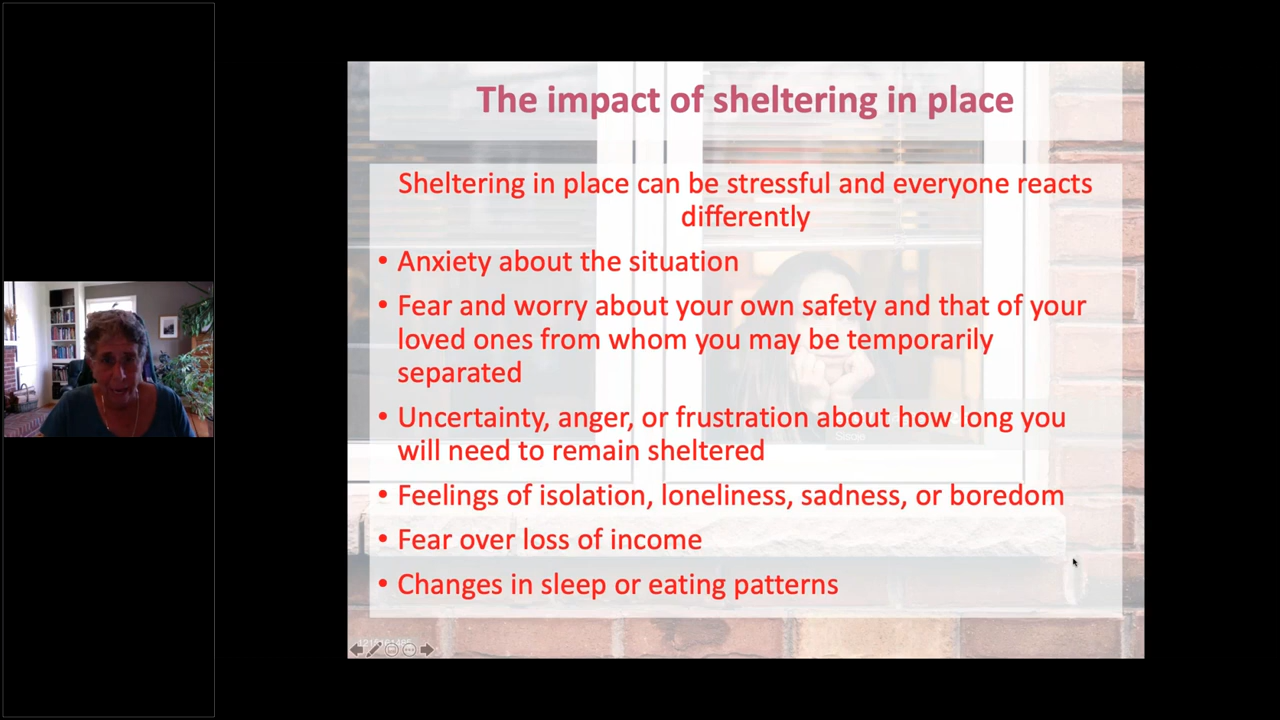 The impact of sheltering in place
Sheltering in place can be stressful and everyone reacts
differently
• Anxiety about the situation
• Fear and worry about your own safety and that of your
loved ones from whom you may be temporarily
separated
• Uncertainty, anger, or frustration about how long you
will need to remain sheltered
• Feelings of isolation, loneliness, sadness, or boredom
• Fear over loss of income
• Changes in sleep or eating patterns